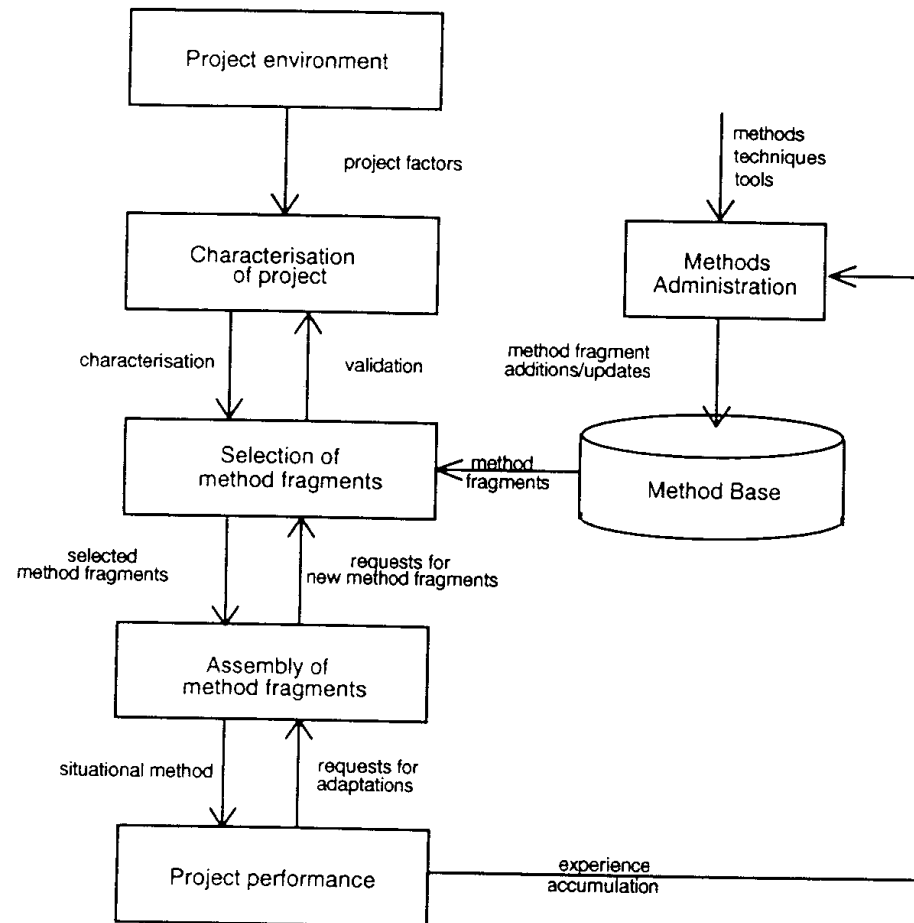 Project environment
project factors
methods
techniques
tools
Characterisation
of project
Methods
Administration
characterisation
validation
method fragment
additions/updates
Selection of
method fragments
method
fragments
Method Base
selected
method fragments
requests for
new method fragments
Assembly of
method fragments
situational method
requests for
adaptations
Project performance
experience
accumulation